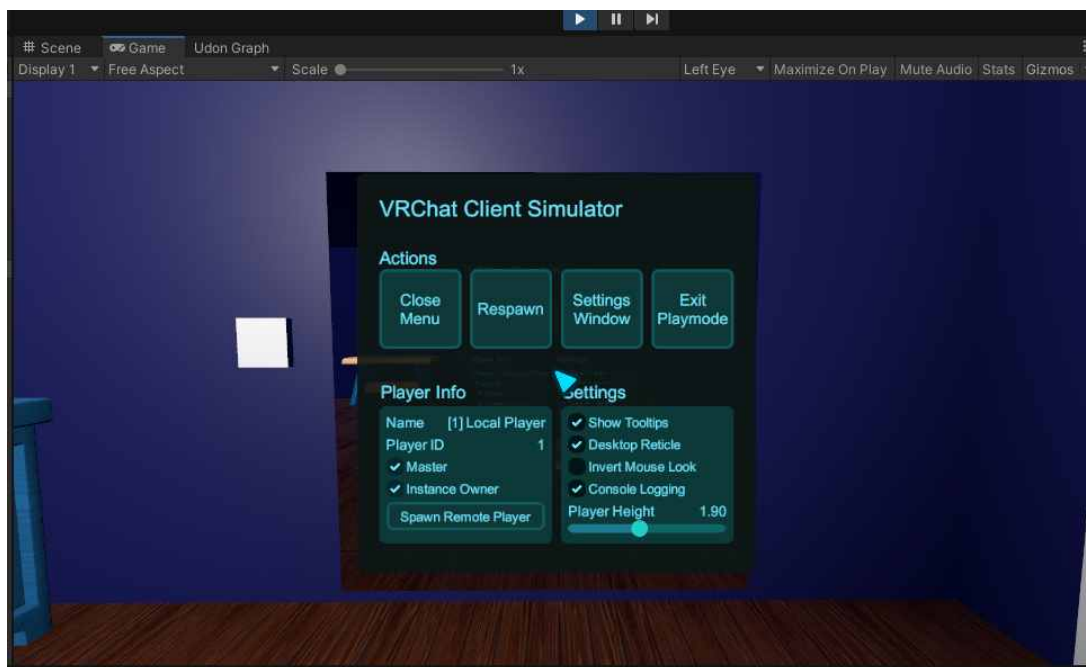 Scene Game Udon Graph
Display 1 Free Aspect Scale 1x Left Eye Maximize On Play Mute Audio Stats Gizmos
VRChat Client Simulator
Actions
Close Menu
Respawn
Settings Window
Exit Playmode
Player Info
Name [1] Local Player
Player ID 1
Master
Instance Owner
Spawn Remote Player
Settings
Show Tooltips
Desktop Reticle
Invert Mouse Look
Console Logging
Player Height 1.90